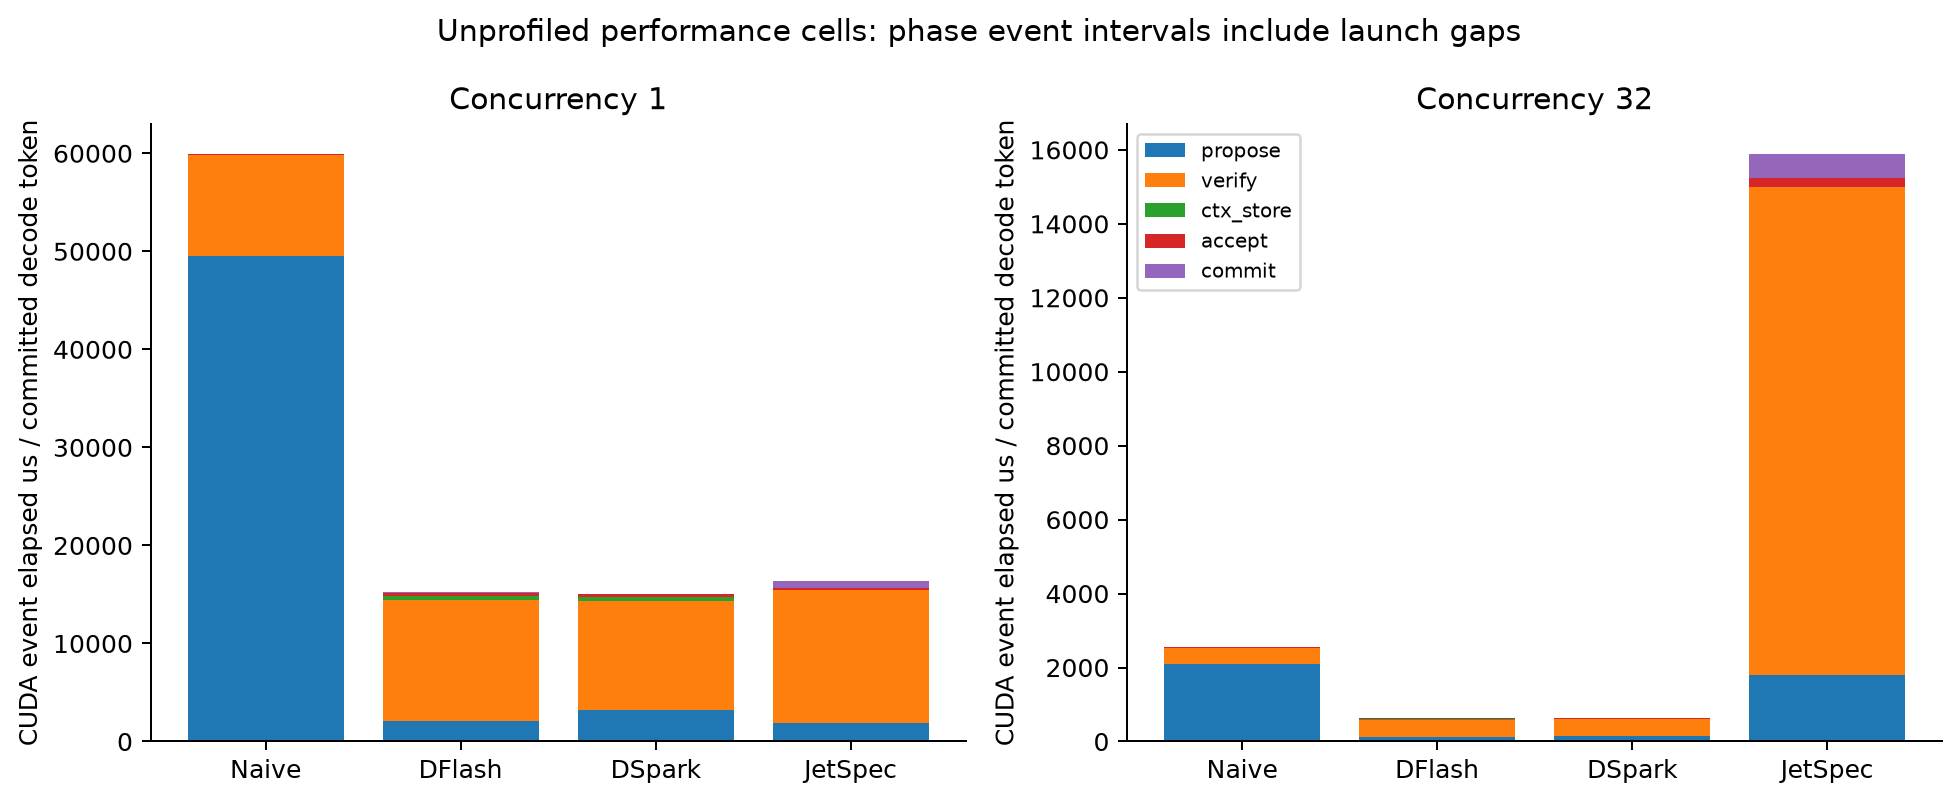 Unprofiled performance cells: phase event intervals include launch gaps
Concurrency 1
CUDA event elapsed us / committed decode token
60000
50000
40000
30000
20000
10000
0
Naive
DFlash
DSpark
JetSpec
Concurrency 32
CUDA event elapsed us / committed decode token
16000
14000
12000
10000
8000
6000
4000
2000
0
propose
verify
ctx_store
accept
commit
Naive
DFlash
DSpark
JetSpec